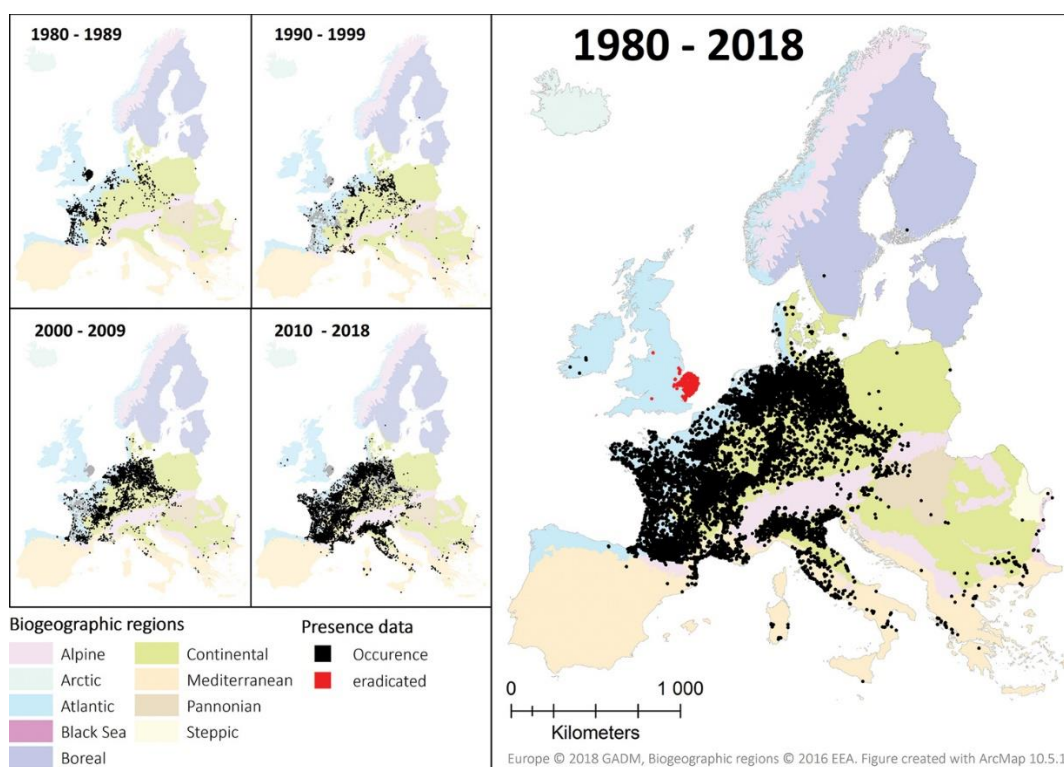 1980 - 1989
1990 - 1999
2000 - 2009
2010 - 2018
Biogeographic regions
Alpine
Arctic
Atlantic
Black Sea
Boreal
Continental
Mediterranean
Pannonian
Steppic
Presence data
Occurence
eradicated
1980 - 2018
0 1 000
Kilometers
Europe © 2018 GADM, Biogeographic regions © 2016 EEA. Figure created with ArcMap 10.5.1